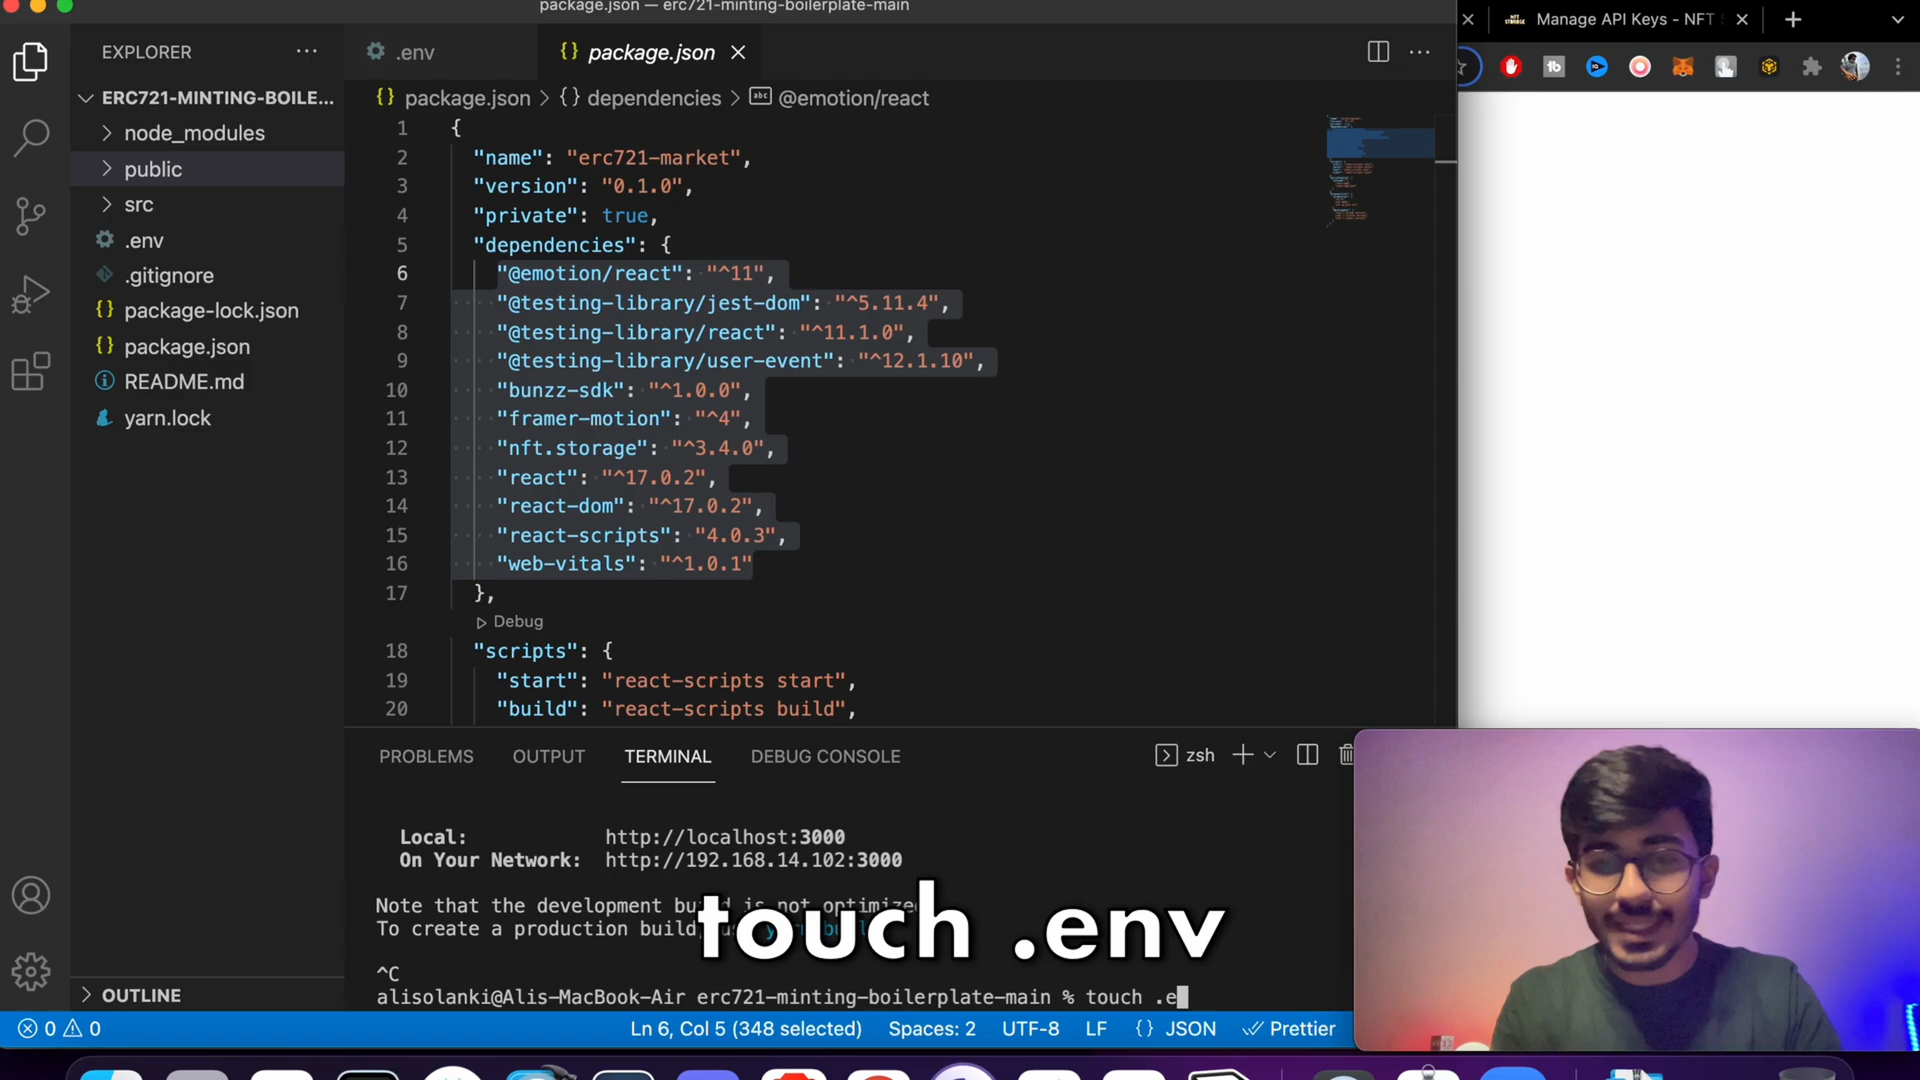 package.json — erc721-minting-boilerplate-main
Manage API Keys - NFT
EXPLORER
.env
package.json
ERC721-MINTING-BOILE...
package.json > {} dependencies > abc @emotion/react
node_modules
public
src
.env
.gitignore
package-lock.json
package.json
README.md
yarn.lock
1 {
2 "name": "erc721-market",
3 "version": "0.1.0",
4 "private": true,
5 "dependencies": {
6 "@emotion/react": "^11",
7 "@testing-library/jest-dom": "^5.11.4",
8 "@testing-library/react": "^11.1.0",
9 "@testing-library/user-event": "^12.1.10",
10 "bunzz-sdk": "^1.0.0",
11 "framer-motion": "^4",
12 "nft.storage": "^3.4.0",
13 "react": "^17.0.2",
14 "react-dom": "^17.0.2",
15 "react-scripts": "4.0.3",
16 "web-vitals": "^1.0.1"
17 },
Debug
18 "scripts": {
19 "start": "react-scripts start",
20 "build": "react-scripts build",
PROBLEMS OUTPUT TERMINAL DEBUG CONSOLE
zsh
Local: http://localhost:3000
On Your Network: http://192.168.14.102:3000
Note that the development build is not optimized
To create a production build, use yarn build
touch .env
^C
alisolanki@Alis-MacBook-Air erc721-minting-boilerplate-main % touch .e
OUTLINE
0 0
Ln 6, Col 5 (348 selected) Spaces: 2 UTF-8 LF {} JSON Prettier